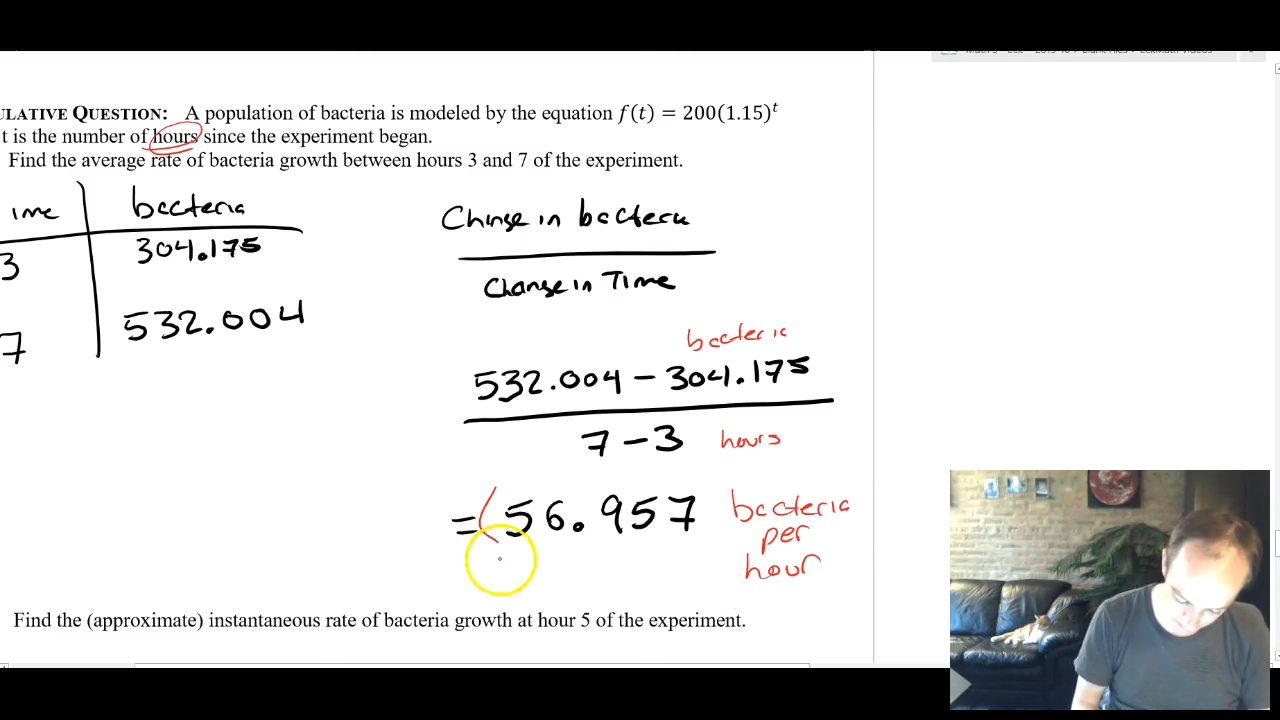 ULATIVE QUESTION: A population of bacteria is modeled by the equation f(t) = 200(1.15)^t
t is the number of hours since the experiment began.
Find the average rate of bacteria growth between hours 3 and 7 of the experiment.
ime bacteria
3 304.175
7 532.004
Change in bacteria
Change in Time
bacteria
532.004 – 304.175
7 – 3 hours
= ( 56.957 bacteria
per
hour
Find the (approximate) instantaneous rate of bacteria growth at hour 5 of the experiment.